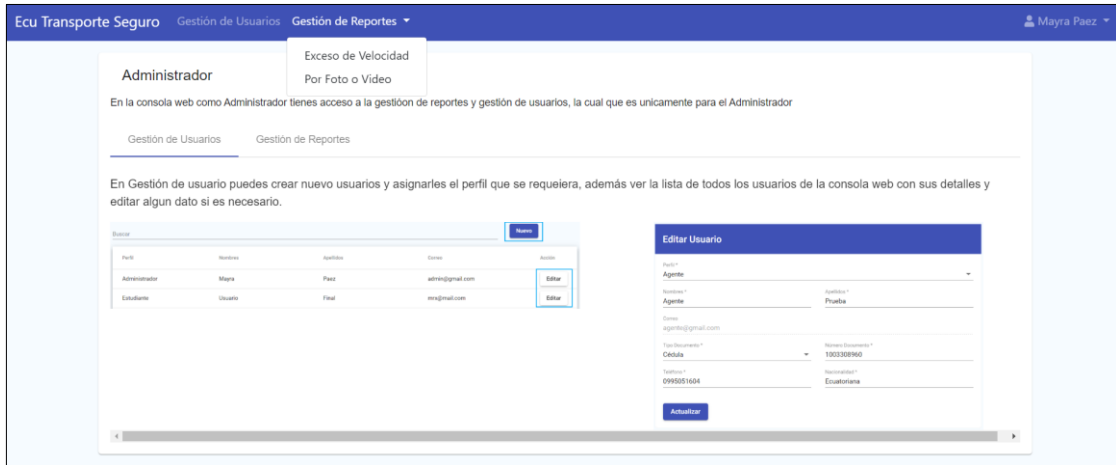 Ecu Transporte Seguro Gestión de Usuarios Gestión de Reportes Mayra Paez
Exceso de Velocidad
Por Foto o Video
Administrador
En la consola web como Administrador tienes acceso a la gestióon de reportes y gestión de usuarios, la cual que es unicamente para el Administrador
Gestión de Usuarios Gestión de Reportes
En Gestión de usuario puedes crear nuevo usuarios y asignarles el perfil que se requeiera, además ver la lista de todos los usuarios de la consola web con sus detalles y
editar algun dato si es necesario.
Buscar Nuevo
Perfil Nombres Apellidos Correo Acción
Administrador Mayra Paez admin@gmail.com Editar
Estudiante Usuario Final mrs@mail.com Editar
Editar Usuario
Perfil *
Agente
Nombres * Apellidos *
Agente Prueba
Correo
agente@gmail.com
Tipo Documento * Número Documento *
Cédula 1003308960
Teléfono * Nacionalidad *
0995051604 Ecuatoriana
Actualizar